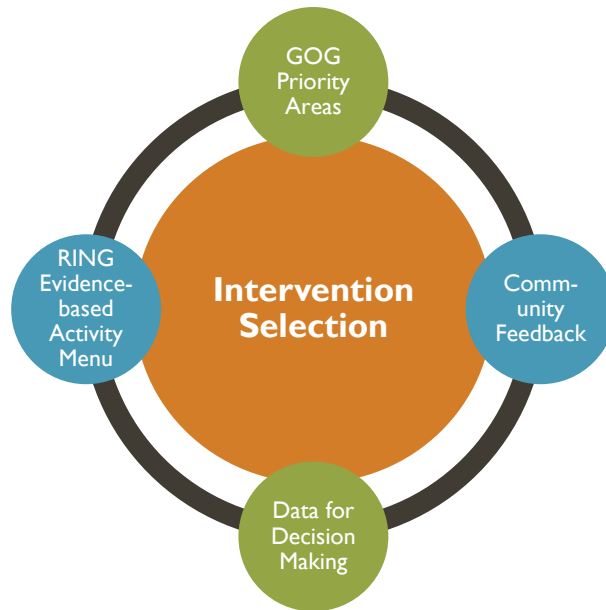 GOG
Priority
Areas
RING
Evidence-
based
Activity
Menu
Intervention
Selection
Comm-
unity
Feedback
Data for
Decision
Making